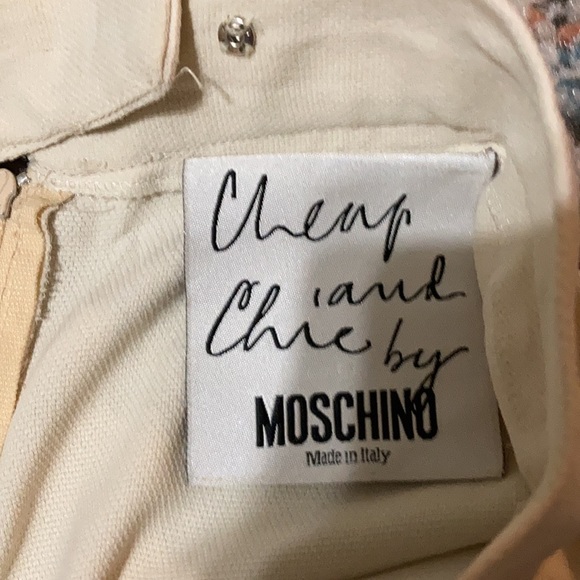 Cheap
and
Chic by
MOSCHINO
Made in Italy